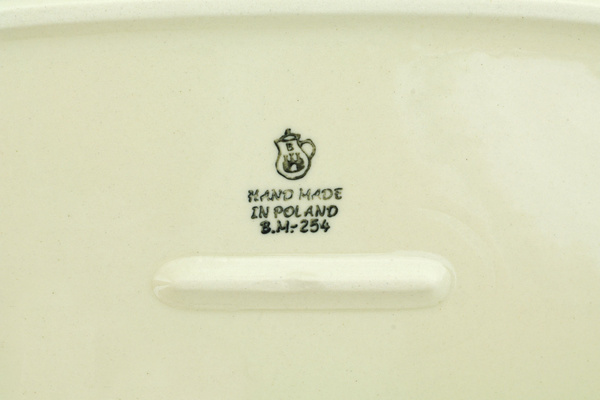 B
HAND MADE
IN POLAND
B.M.-254